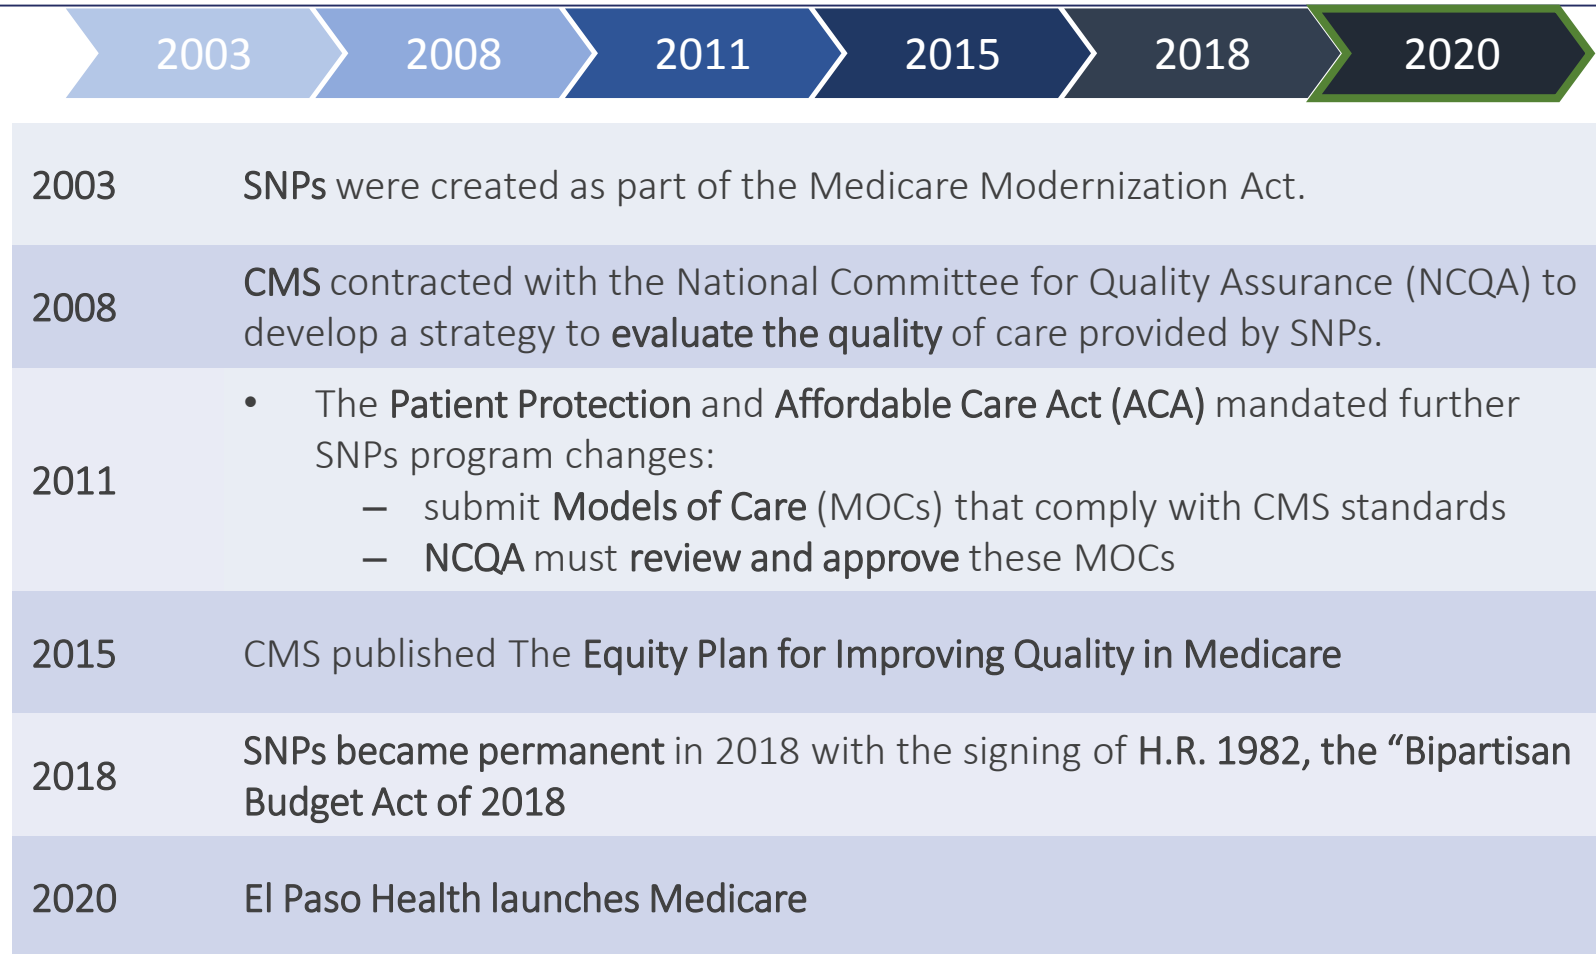 2003 2008 2011 2015 2018 2020
2003 SNPs were created as part of the Medicare Modernization Act.
2008 CMS contracted with the National Committee for Quality Assurance (NCQA) to
develop a strategy to evaluate the quality of care provided by SNPs.
2011 • The Patient Protection and Affordable Care Act (ACA) mandated further
SNPs program changes:
– submit Models of Care (MOCs) that comply with CMS standards
– NCQA must review and approve these MOCs
2015 CMS published The Equity Plan for Improving Quality in Medicare
2018 SNPs became permanent in 2018 with the signing of H.R. 1982, the “Bipartisan
Budget Act of 2018
2020 El Paso Health launches Medicare